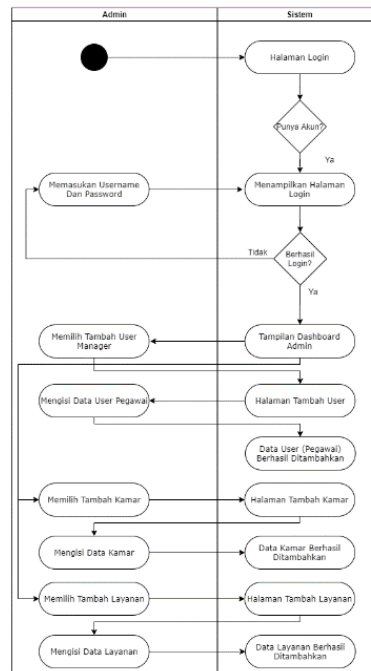 Admin
Sistem
Halaman Login
Punya Akun?
Ya
Memasukan Username
Dan Password
Menampilkan Halaman
Login
Tidak
Berhasil
Login?
Ya
Memilih Tambah User
Manager
Tampilan Dashboard
Admin
Mengisi Data User Pegawai
Halaman Tambah User
Data User (Pegawai)
Berhasil Ditambahkan
Memilih Tambah Kamar
Halaman Tambah Kamar
Mengisi Data Kamar
Data Kamar Berhasil
Ditambahkan
Memilih Tambah Layanan
Halaman Tambah Layanan
Mengisi Data Layanan
Data Layanan Berhasil
Ditambahkan